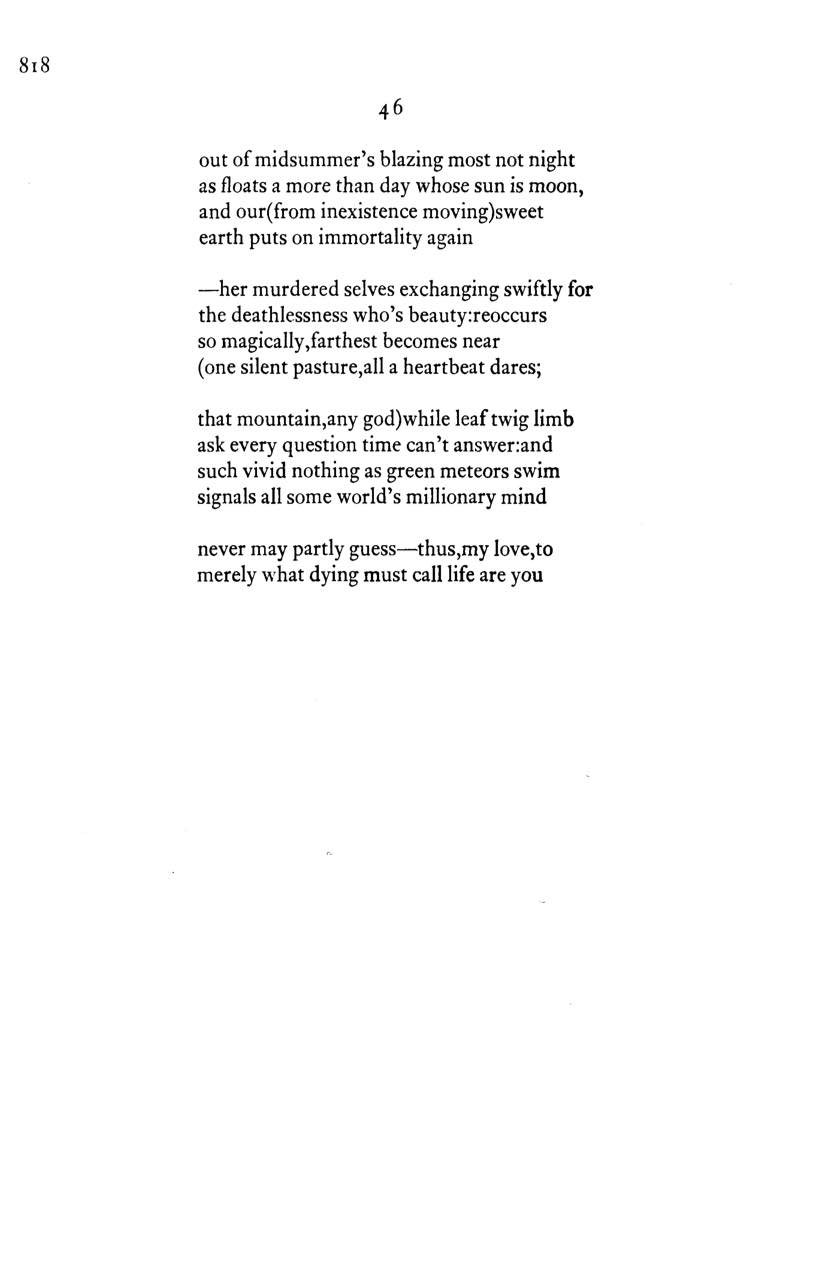 818
46
out of midsummer's blazing most not night
as floats a more than day whose sun is moon,
and our(from inexistence moving)sweet
earth puts on immortality again
—her murdered selves exchanging swiftly for
the deathlessness who's beauty:reoccurs
so magically,farthest becomes near
(one silent pasture,all a heartbeat dares;
that mountain,any god)while leaf twig limb
ask every question time can't answer:and
such vivid nothing as green meteors swim
signals all some world's millionary mind
never may partly guess—thus,my love,to
merely what dying must call life are you